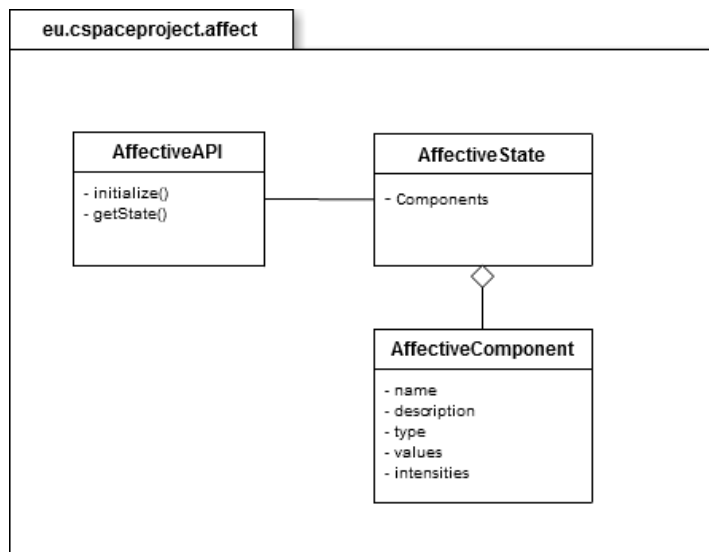 eu.cspaceproject.affect
AffectiveAPI
- initialize()
- getState()
AffectiveState
- Components
AffectiveComponent
- name
- description
- type
- values
- intensities